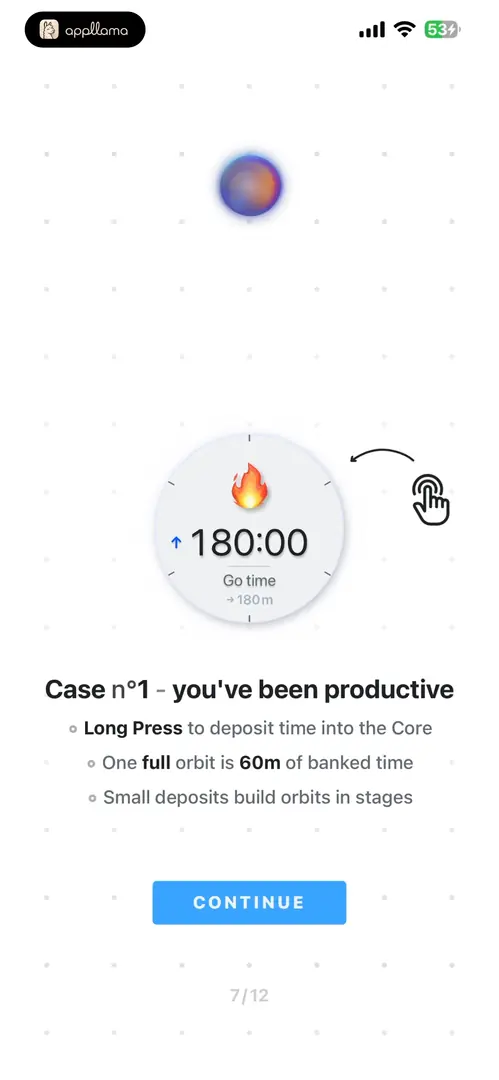 appllama
53
180:00
Go time
→180m
Case n°1 - you've been productive
Long Press to deposit time into the Core
One full orbit is 60m of banked time
Small deposits build orbits in stages
CONTINUE
7/12